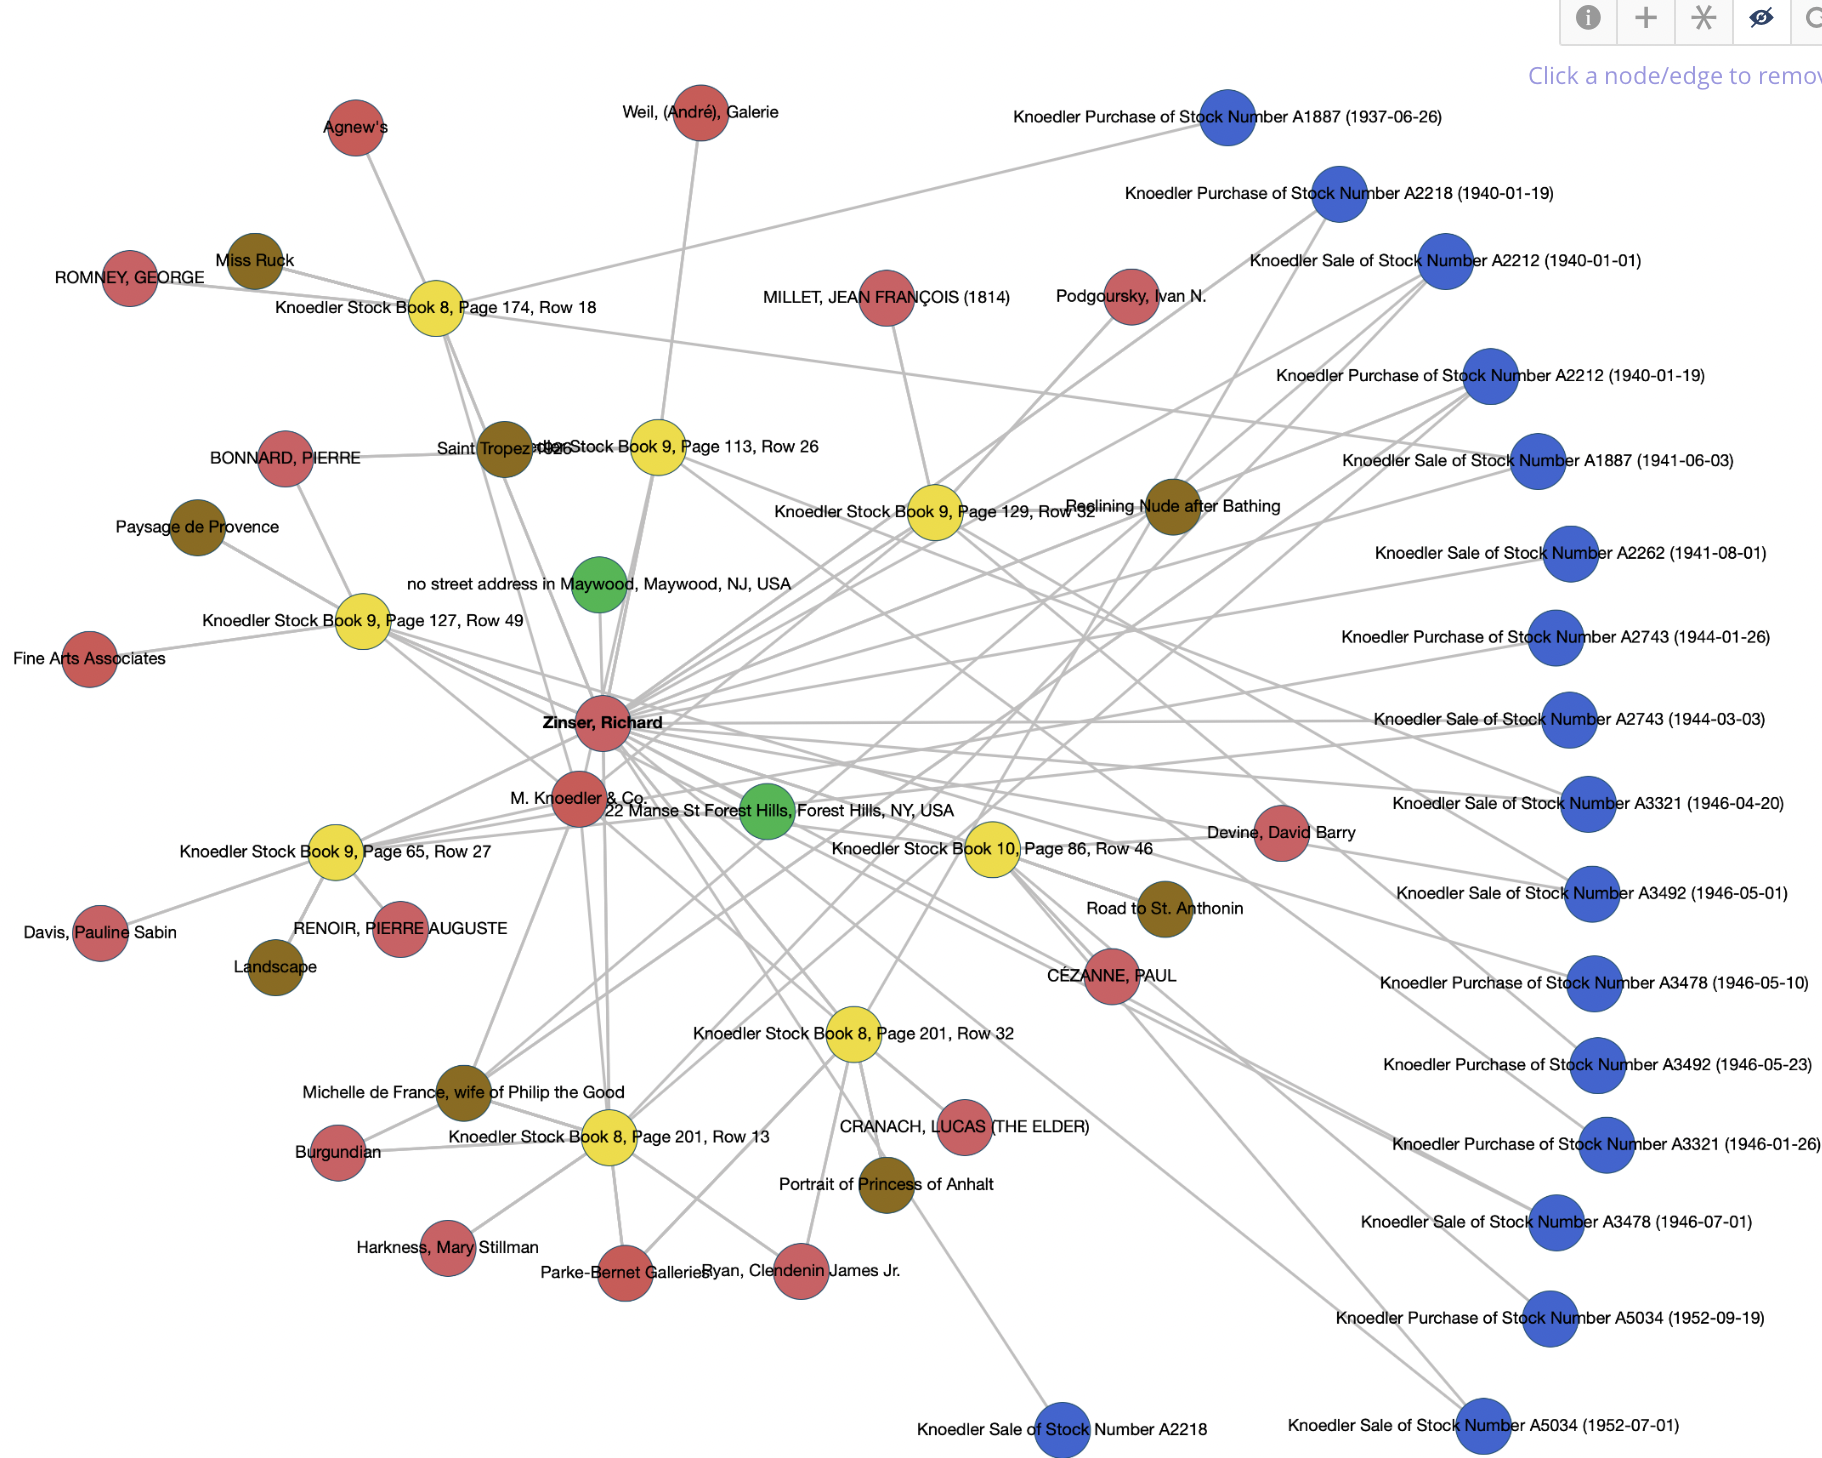 Click a node/edge to remov
Agnew's
Weil, (André), Galerie
Knoedler Purchase of Stock Number A1887 (1937-06-26)
Knoedler Purchase of Stock Number A2218 (1940-01-19)
Miss Ruck
Knoedler Sale of Stock Number A2212 (1940-01-01)
ROMNEY, GEORGE
MILLET, JEAN FRANÇOIS (1814)
Podgoursky, Ivan N.
Knoedler Stock Book 8, Page 174, Row 18
Knoedler Purchase of Stock Number A2212 (1940-01-19)
BONNARD, PIERRE
Saint Tropez 1926
Stock Book 9, Page 113, Row 26
Knoedler Sale of Stock Number A1887 (1941-06-03)
Knoedler Stock Book 9, Page 129, Row 32
Reclining Nude after Bathing
Paysage de Provence
Knoedler Sale of Stock Number A2262 (1941-08-01)
no street address in Maywood, Maywood, NJ, USA
Knoedler Stock Book 9, Page 127, Row 49
Knoedler Purchase of Stock Number A2743 (1944-01-26)
Fine Arts Associates
Zinser, Richard
Knoedler Sale of Stock Number A2743 (1944-03-03)
M. Knoedler & Co.
22 Manse St Forest Hills, Forest Hills, NY, USA
Knoedler Sale of Stock Number A3321 (1946-04-20)
Devine, David Barry
Knoedler Stock Book 9, Page 65, Row 27
Knoedler Stock Book 10, Page 86, Row 46
Knoedler Sale of Stock Number A3492 (1946-05-01)
Road to St. Anthonin
Davis, Pauline Sabin
RENOIR, PIERRE AUGUSTE
Landscape
CÉZANNE, PAUL
Knoedler Purchase of Stock Number A3478 (1946-05-10)
Knoedler Stock Book 8, Page 201, Row 32
Knoedler Purchase of Stock Number A3492 (1946-05-23)
Michelle de France, wife of Philip the Good
CRANACH, LUCAS (THE ELDER)
Knoedler Stock Book 8, Page 201, Row 13
Knoedler Purchase of Stock Number A3321 (1946-01-26)
Burgundian
Portrait of Princess of Anhalt
Knoedler Sale of Stock Number A3478 (1946-07-01)
Harkness, Mary Stillman
Parke-Bernet Galleries
Ryan, Clendenin James Jr.
Knoedler Purchase of Stock Number A5034 (1952-09-19)
Knoedler Sale of Stock Number A2218
Knoedler Sale of Stock Number A5034 (1952-07-01)